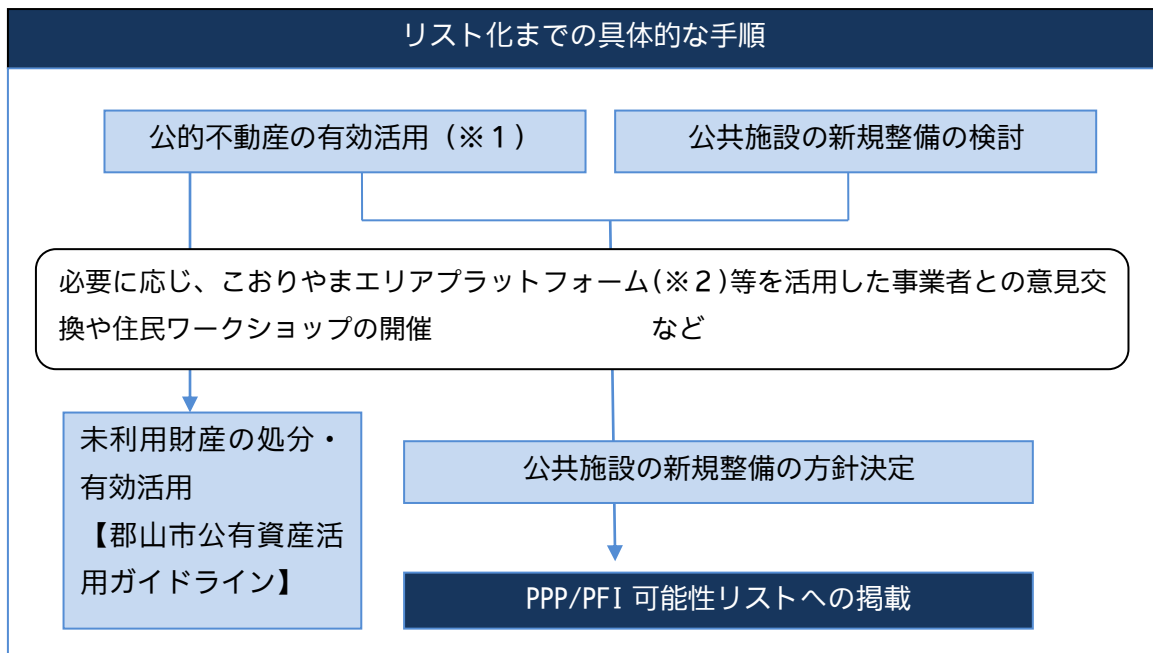 リスト化までの具体的な手順
公的不動産の有効活用（※１）
公共施設の新規整備の検討
必要に応じ、こおりやまエリアプラットフォーム(※２)等を活用した事業者との意見交
換や住民ワークショップの開催　　　　　　　　など
未利用財産の処分・
有効活用
【郡山市公有資産活
用ガイドライン】
公共施設の新規整備の方針決定
PPP/PFI 可能性リストへの掲載